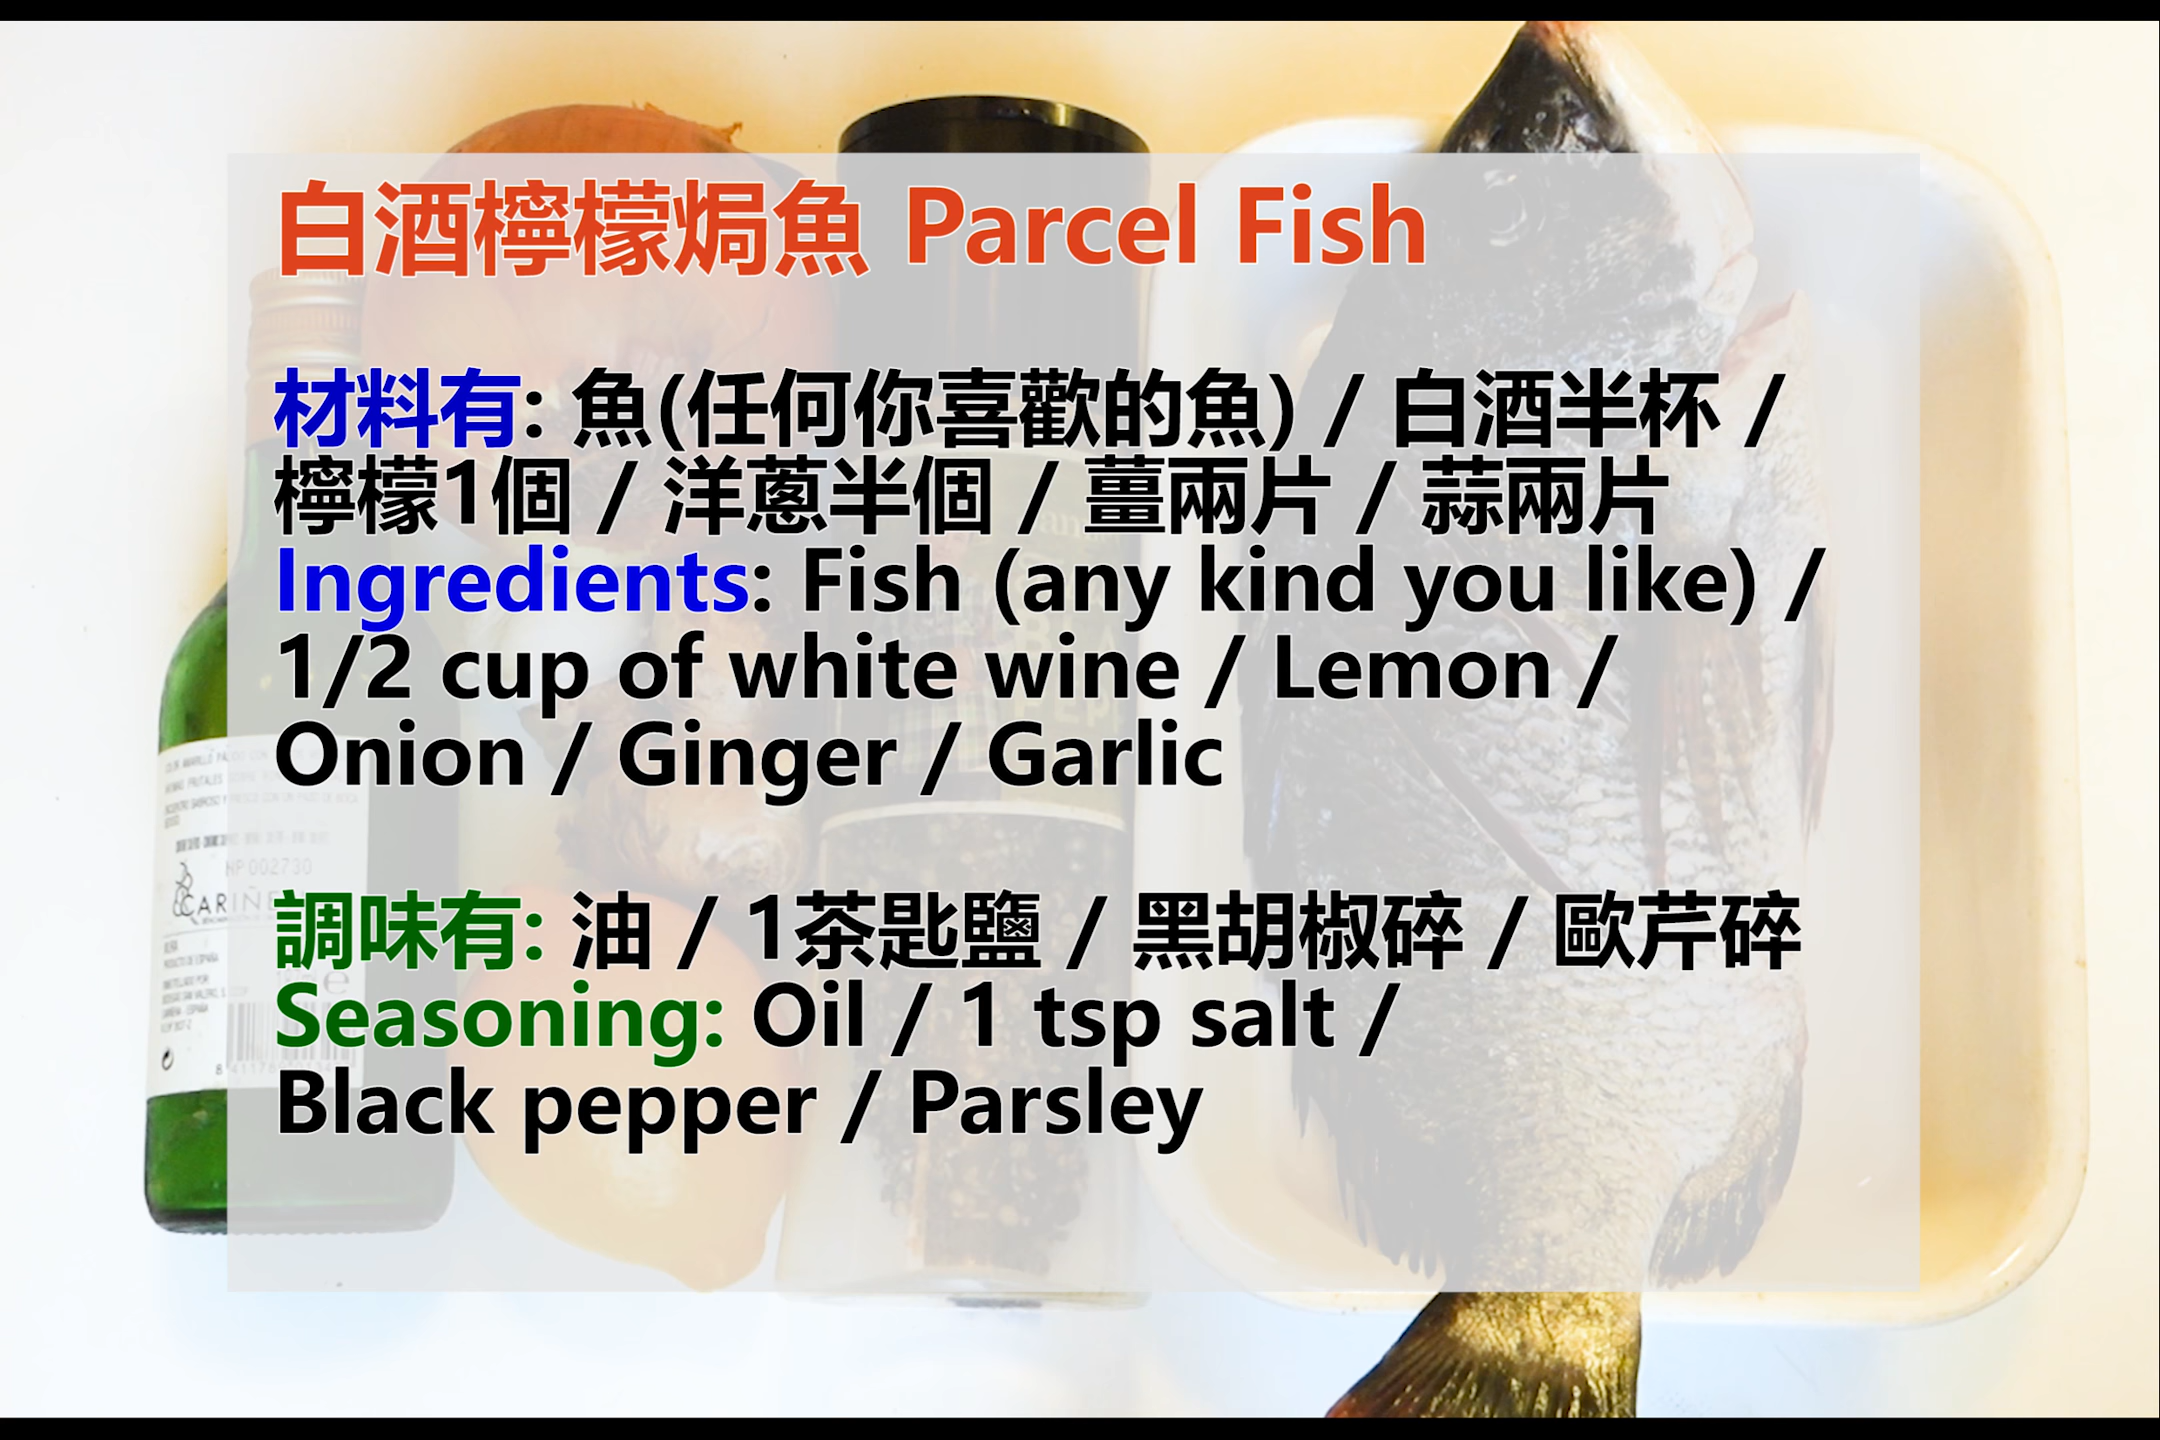 白酒檸檬焗魚 Parcel Fish
材料有: 魚(任何你喜歡的魚) / 白酒半杯 /
檸檬1個 / 洋蔥半個 / 薑兩片 / 蒜兩片
Ingredients: Fish (any kind you like) /
1/2 cup of white wine / Lemon /
Onion / Ginger / Garlic
調味有: 油 / 1茶匙鹽 / 黑胡椒碎 / 歐芹碎
Seasoning: Oil / 1 tsp salt /
Black pepper / Parsley
NP 002730